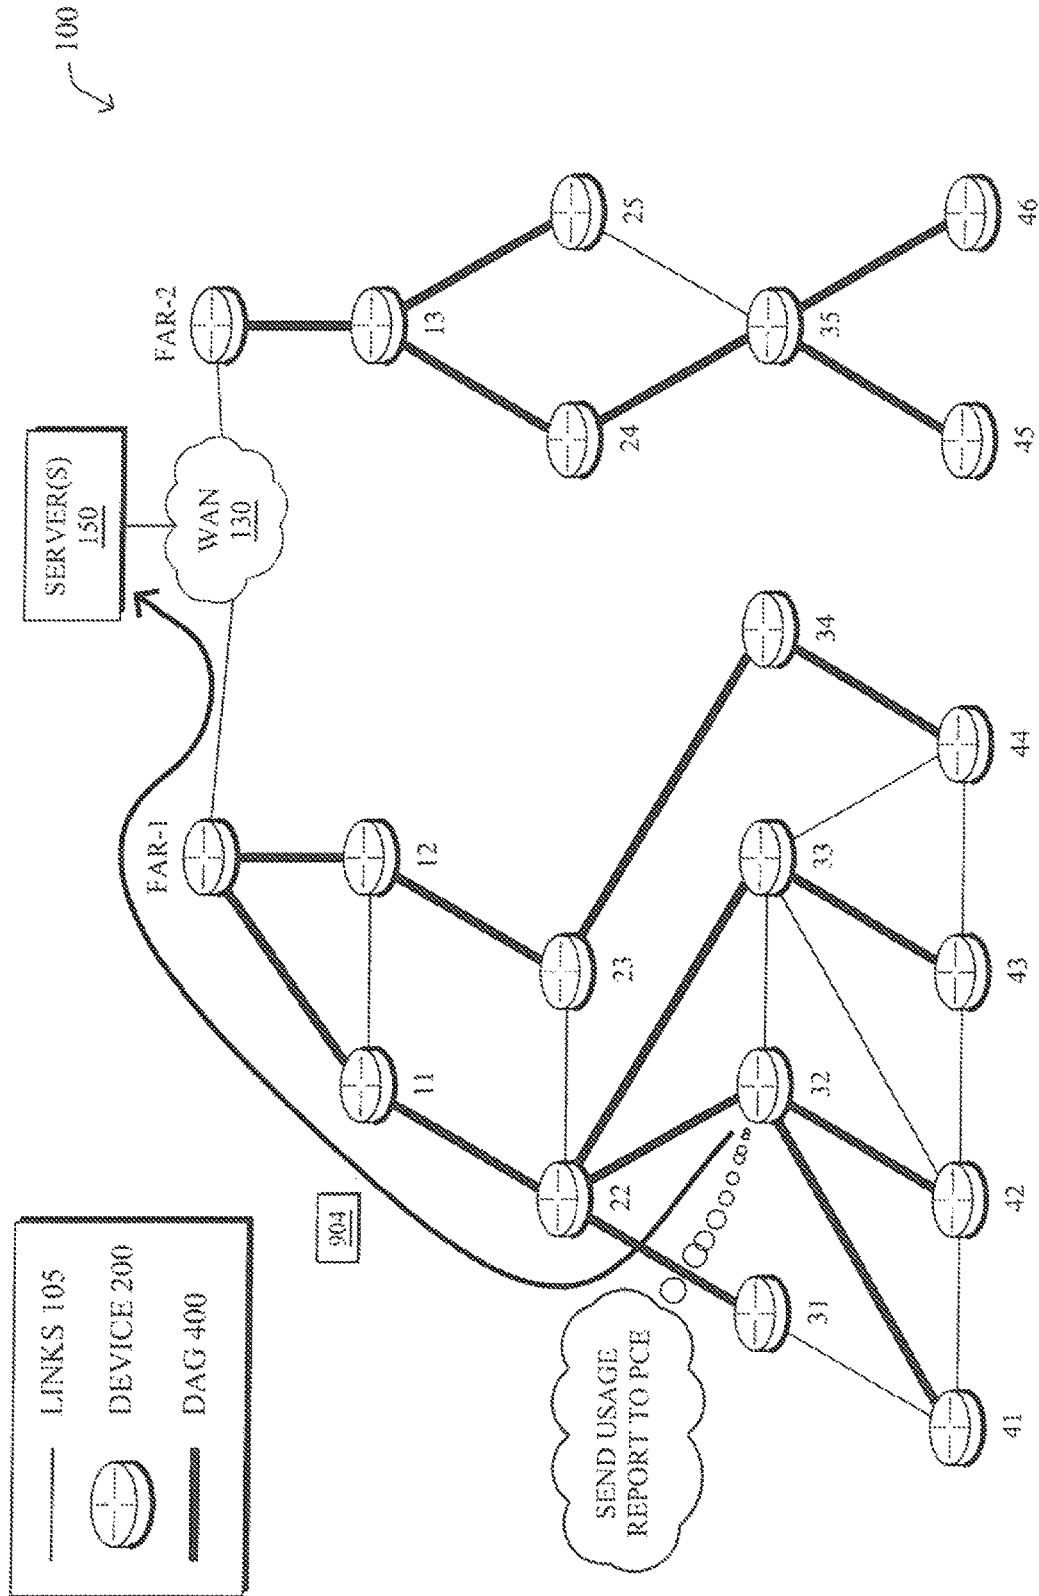 LINKS 105
DEVICE 200
DAG 400
100
SERVER(S)
150
WAN
130
FAR-1
FAR-2
904
11
12
13
22
23
24
25
SEND USAGE
REPORT TO PCE
31
32
33
34
35
41
42
43
44
45
46